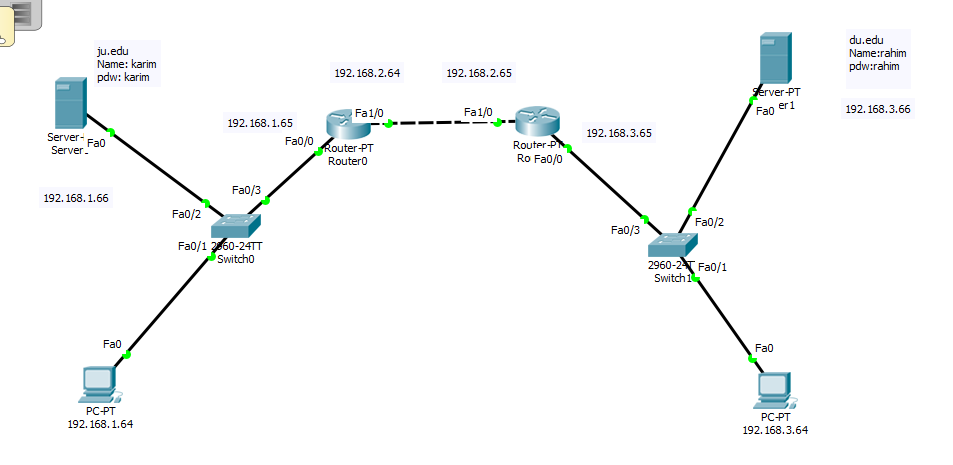 ju.edu
Name: karim
pdw: karim
Server-
Server
Fa0
192.168.1.66
Fa0/2
Fa0/3
Fa0/1
2960-24TT
Switch0
Fa0
PC-PT
192.168.1.64
192.168.1.65
Fa0/0
192.168.2.64
Fa1/0
Router-PT
Router0
192.168.2.65
Fa1/0
Router-PT
Ro
Fa0/0
192.168.3.65
Fa0/3
Fa0/2
2960-24T
Switch1
Fa0/1
Fa0
PC-PT
192.168.3.64
du.edu
Name:rahim
pdw:rahim
Server-PT
er1
Fa0
192.168.3.66